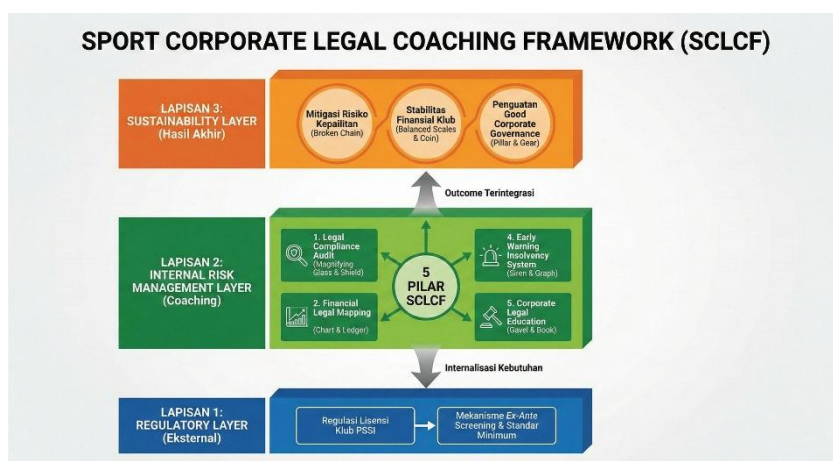 SPORT CORPORATE LEGAL COACHING FRAMEWORK (SCLCF)
LAPISAN 3:
SUSTAINABILITY LAYER
(Hasil Akhir)
Mitigasi Risiko
Kepailitan
(Broken Chain)
Stabilitas
Finansial Klub
(Balanced Scales
& Coin)
Penguatan
Good
Corporate
Governance
(Pillar & Gear)
Outcome Terintegrasi
LAPISAN 2:
INTERNAL RISK
MANAGEMENT LAYER
(Coaching)
1. Legal
Compliance
Audit
(Magnifying
Glass & Shield)
2. Financial
Legal Mapping
(Chart & Ledger)
5
PILAR
SCLCF
4. Early
Warning
Insolvency
System
(Siren & Graph)
5. Corporate
Legal
Education
(Gavel & Book)
Internalisasi Kebutuhan
LAPISAN 1:
REGULATORY LAYER
(Eksternal)
Regulasi Lisensi
Klub PSSI
Mekanisme Ex-Ante
Screening & Standar
Minimum